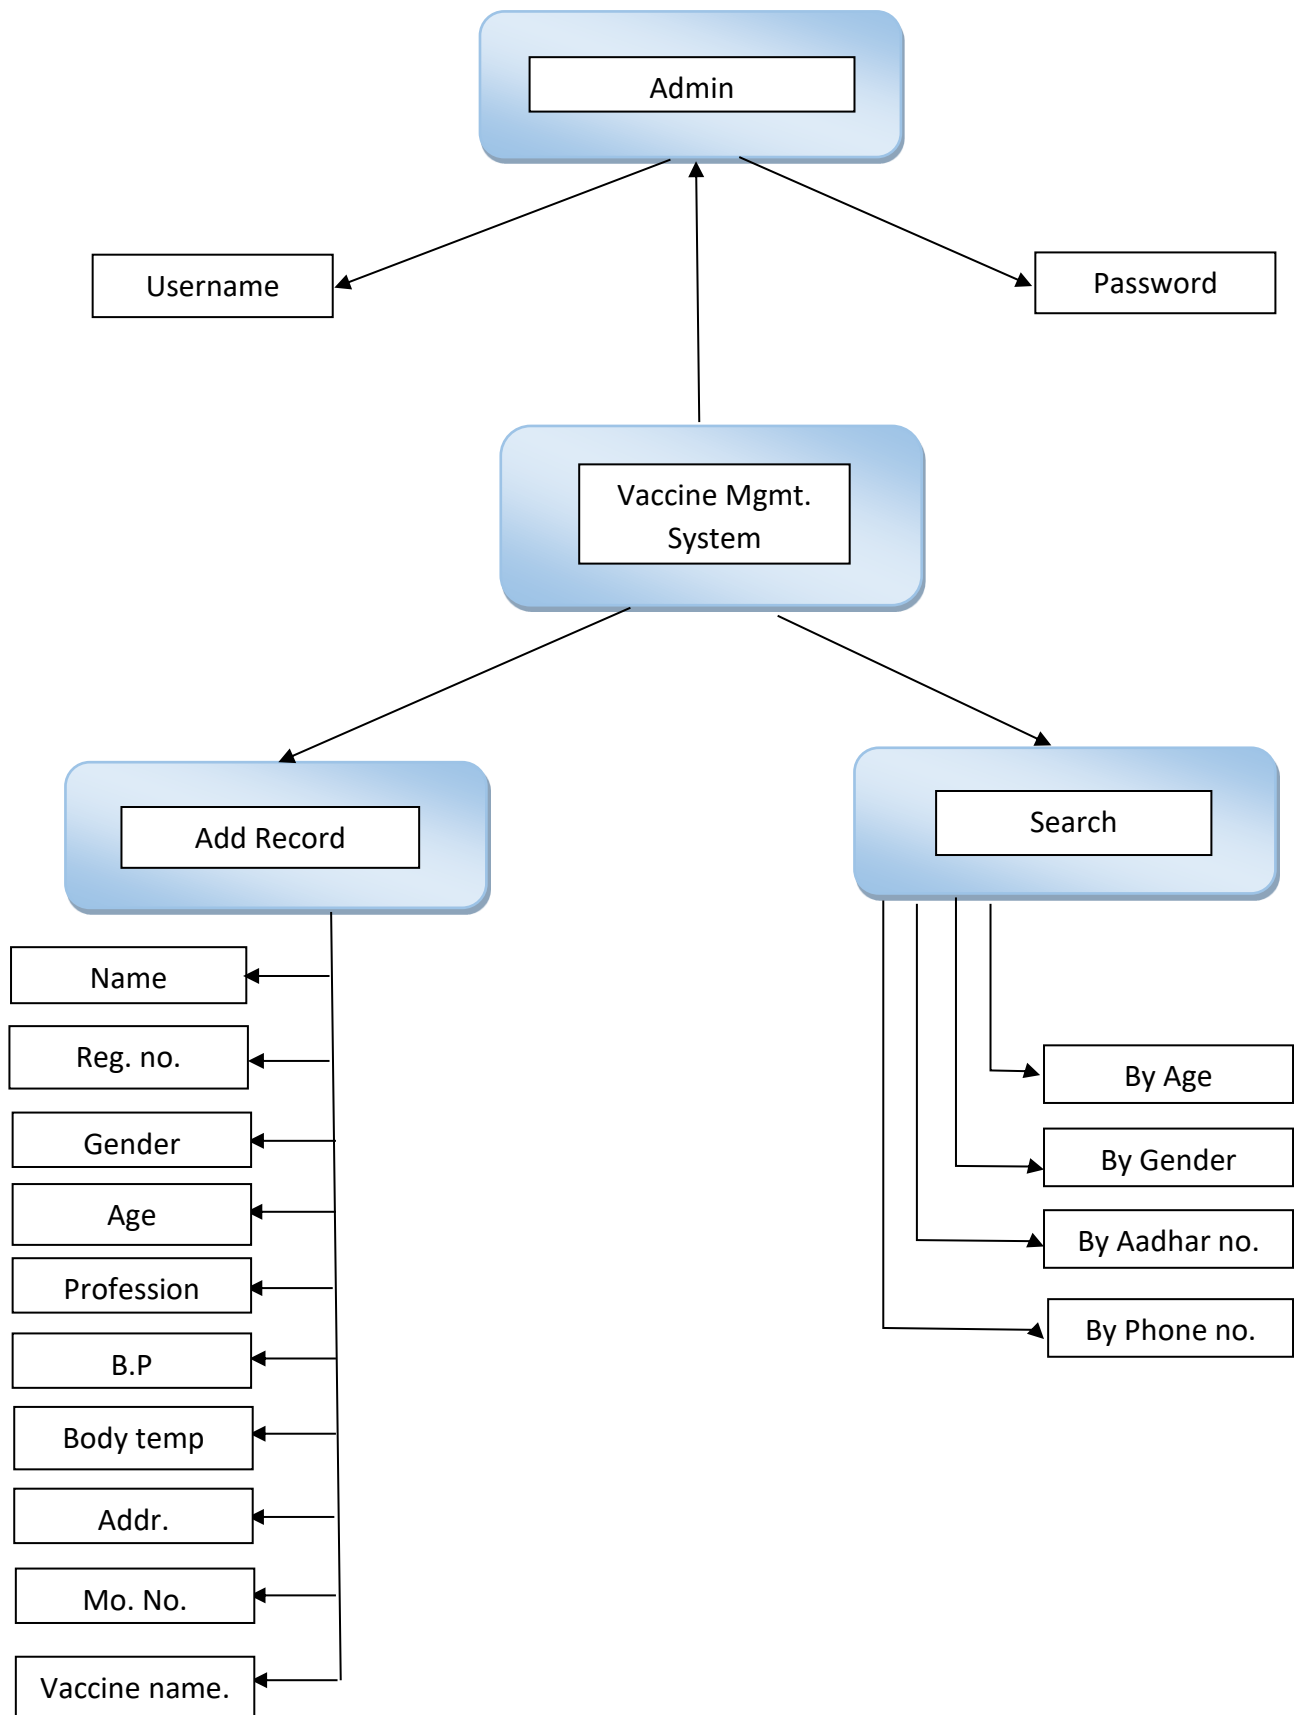 Admin
Username
Password
Vaccine Mgmt.
System
Add Record
Search
Name
Reg. no.
Gender
Age
Profession
B.P
Body temp
Addr.
Mo. No.
Vaccine name.
By Age
By Gender
By Aadhar no.
By Phone no.